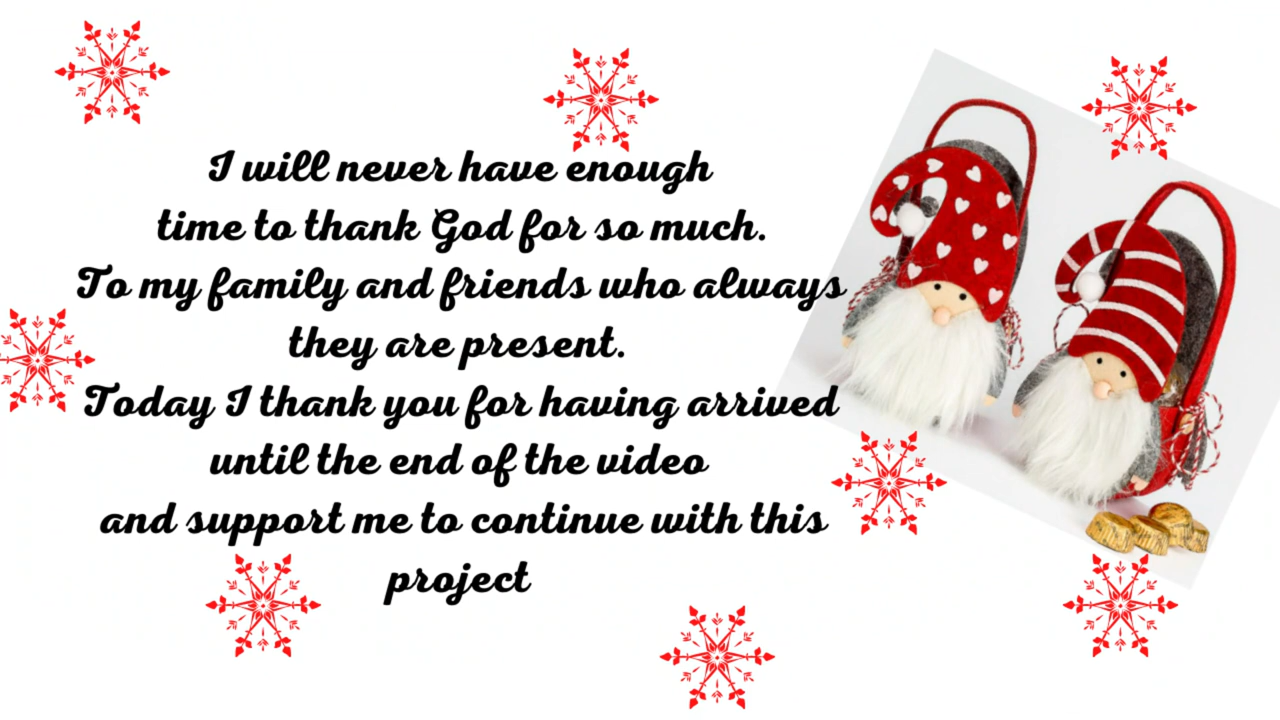 I will never have enough
time to thank God for so much.
To my family and friends who always
they are present.
Today I thank you for having arrived
until the end of the video
and support me to continue with this
project